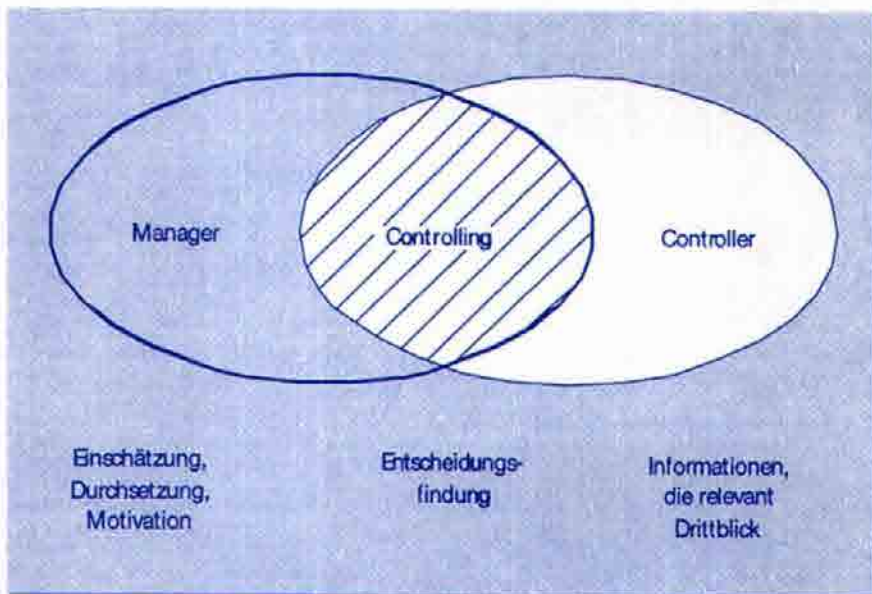 Manager
Controlling
Controller
Einschätzung,
Durchsetzung,
Motivation
Entscheidungs-
findung
Informationen,
die relevant
Drittblick